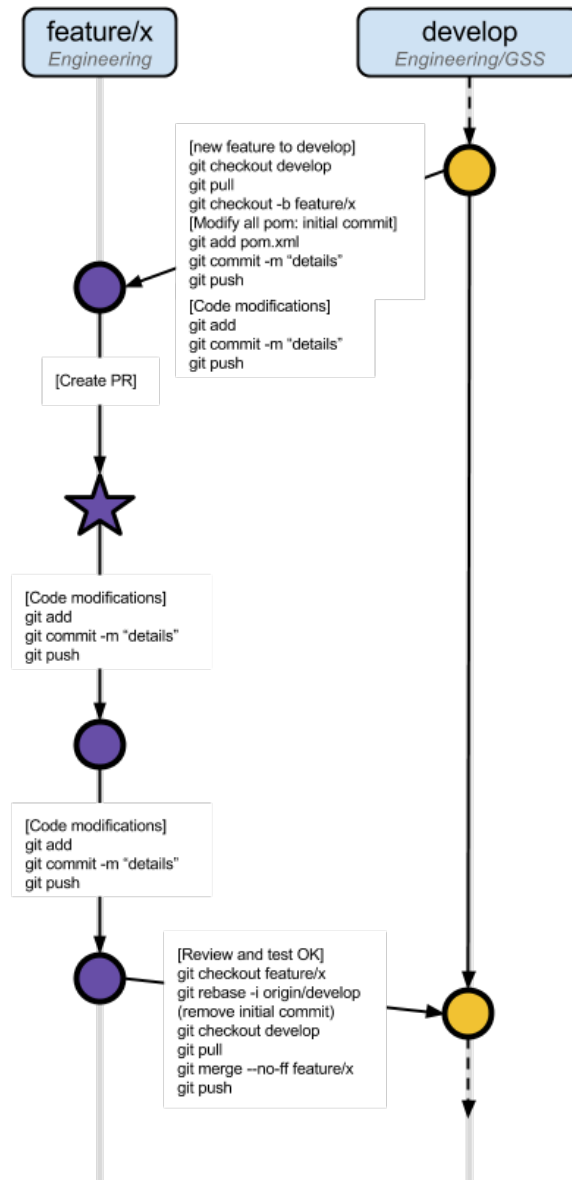 feature/x
Engineering
develop
Engineering/GSS
[new feature to develop]
git checkout develop
git pull
git checkout -b feature/x
[Modify all pom: initial commit]
git add pom.xml
git commit -m “details”
git push
[Code modifications]
git add
git commit -m “details”
git push
[Create PR]
[Code modifications]
git add
git commit -m “details”
git push
[Code modifications]
git add
git commit -m “details”
git push
[Review and test OK]
git checkout feature/x
git rebase -i origin/develop
(remove initial commit)
git checkout develop
git pull
git merge --no-ff feature/x
git push